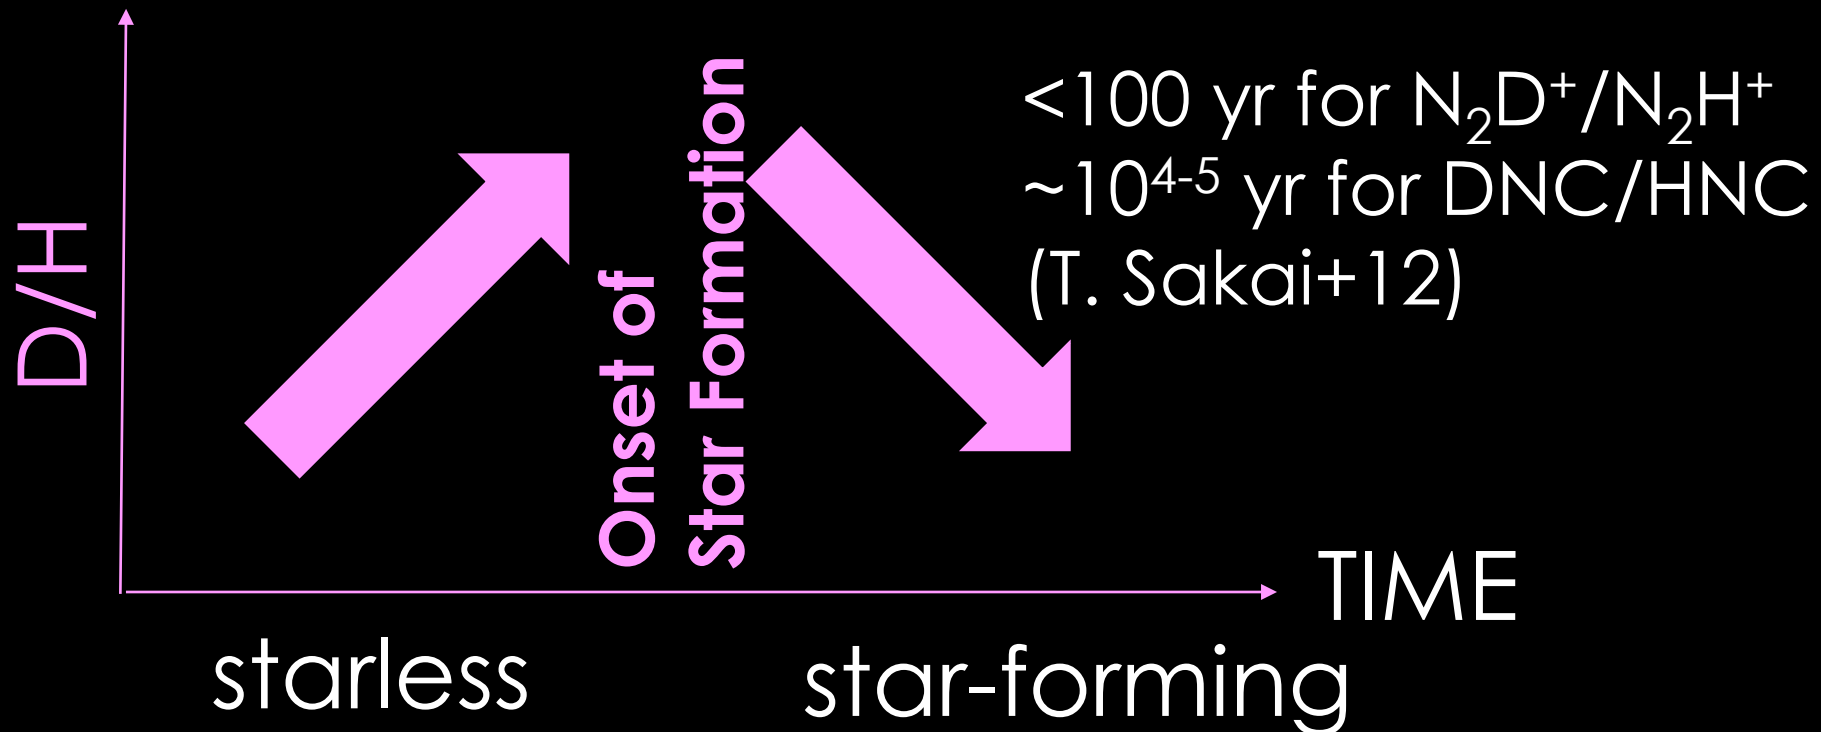 D/H
Onset of
Star Formation
<100 yr for N₂D⁺/N₂H⁺
~10⁴⁻⁵ yr for DNC/HNC
(T. Sakai+12)
TIME
starless
star-forming